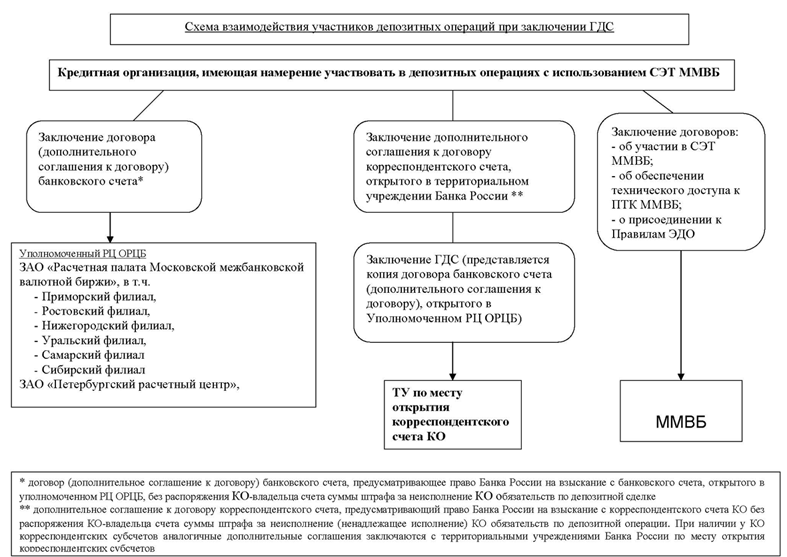 Схема взаимодействия участников депозитных операций при заключении ГДС
Кредитная организация, имеющая намерение участвовать в депозитных операциях с использованием СЭТ ММВБ
Заключение договора
(дополнительного
соглашения к договору)
банковского счета*
Уполномоченный РЦ ОРЦБ
ЗАО «Расчетная палата Московской межбанковской
валютной биржи», в т.ч.
- Приморский филиал,
- Ростовский филиал,
- Нижегородский филиал,
- Уральский филиал,
- Самарский филиал
- Сибирский филиал
ЗАО «Петербургский расчетный центр»,
Заключение дополнительного
соглашения к договору
корреспондентского счета,
открытого в территориальном
учреждении Банка России **
Заключение ГДС (представляется
копия договора банковского счета
(дополнительного соглашения к
договору), открытого в
Уполномоченном РЦ ОРЦБ)
ТУ по месту
открытия
корреспондентского
счета КО
Заключение договоров:
- об участии в СЭТ
ММВБ;
- об обеспечении
технического доступа к
ПТК ММВБ;
- о присоединении к
Правилам ЭДО
ММВБ
* договор (дополнительное соглашение к договору) банковского счета, предусматривающее право Банка России на взыскание с банковского счета, открытого в
уполномоченном РЦ ОРЦБ, без распоряжения КО-владельца счета суммы штрафа за неисполнение КО обязательств по депозитной сделке
** дополнительное соглашение к договору корреспондентского счета, предусматривающий право Банка России на взыскание с корреспондентского счета КО без
распоряжения КО-владельца счета суммы штрафа за неисполнение (ненадлежащее исполнение) КО обязательств по депозитной операции. При наличии у КО
корреспондентских субсчетов аналогичные дополнительные соглашения заключаются с территориальными учреждениями Банка России по месту открытия
корреспондентских субсчетов